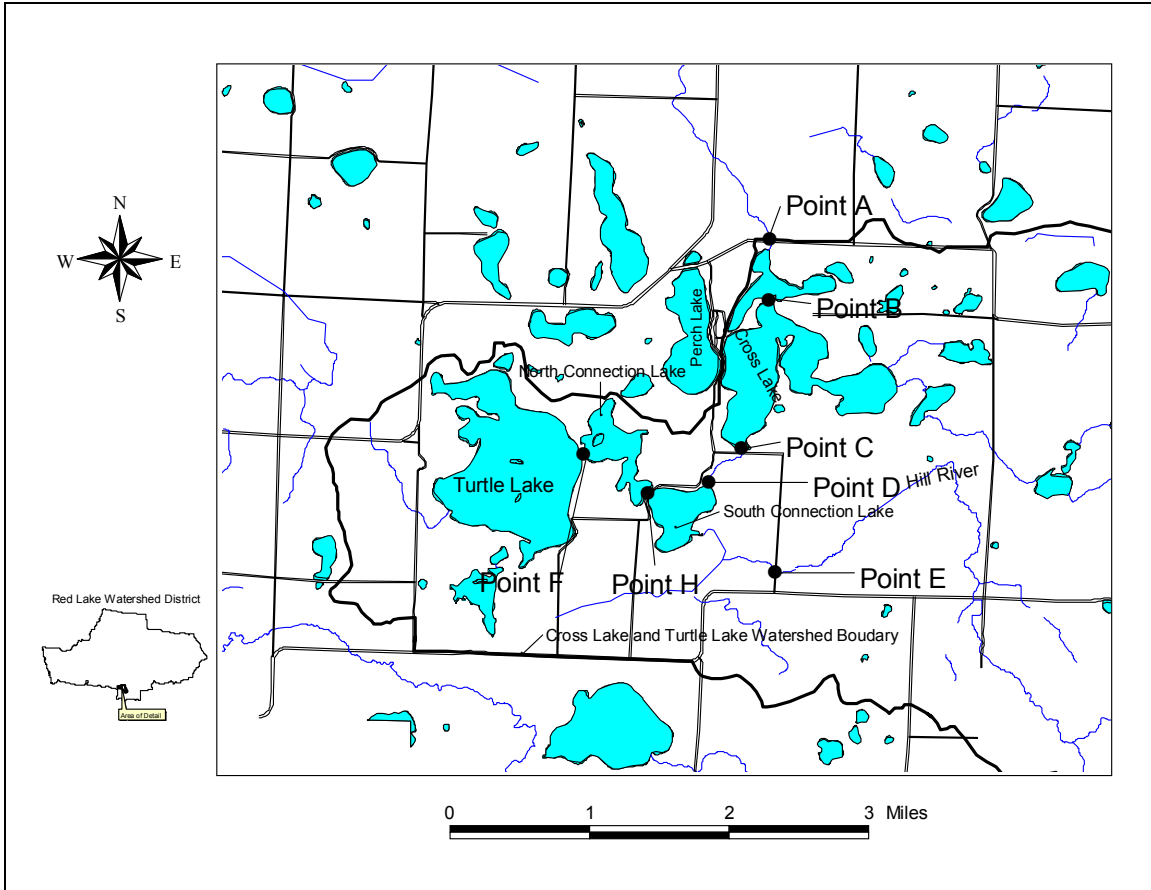 N
W E
S
Point A
Point B
Perch Lake
Cross Lake
North Connection Lake
Point C
Turtle Lake
Point D
Hill River
South Connection Lake
Point F
Point H
Point E
Red Lake Watershed District
Cross Lake and Turtle Lake Watershed Boudary
Area of Detail
0 1 2 3 Miles